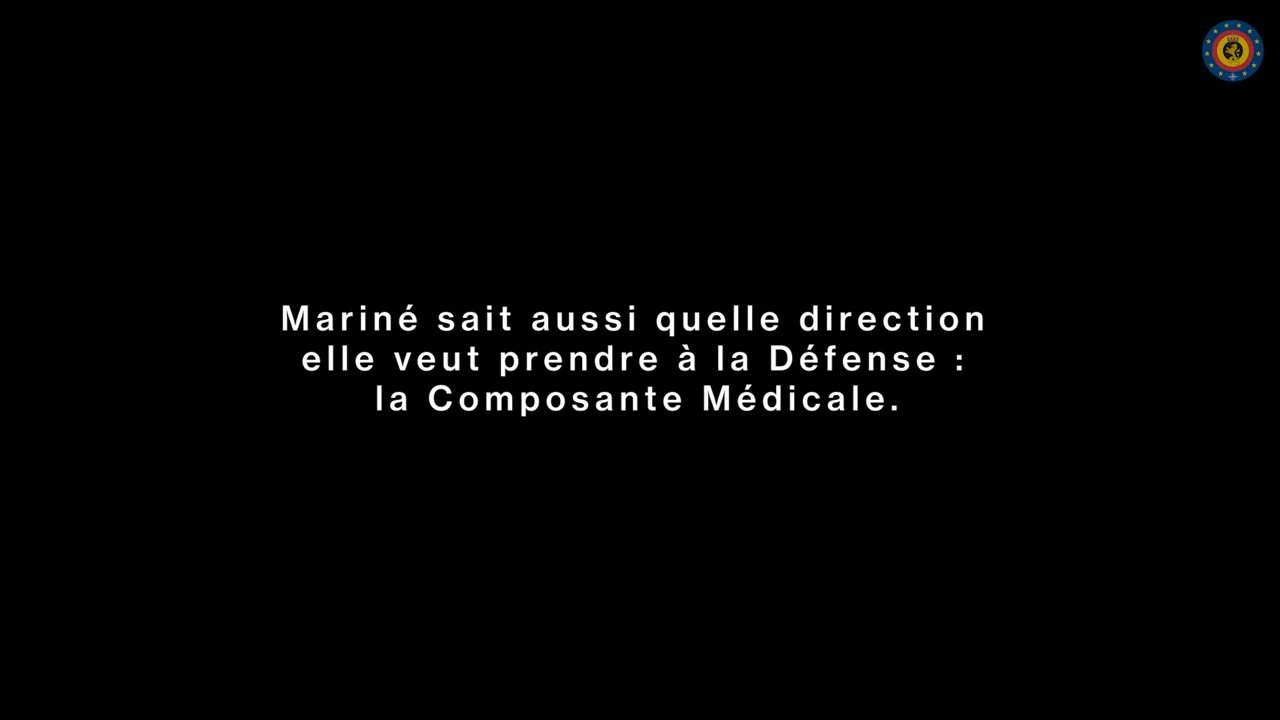 Mariné sait aussi quelle direction
elle veut prendre à la Défense :
la Composante Médicale.